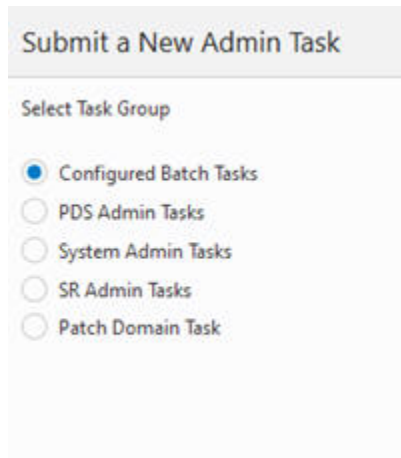 Submit a New Admin Task
Select Task Group
Configured Batch Tasks
PDS Admin Tasks
System Admin Tasks
SR Admin Tasks
Patch Domain Task